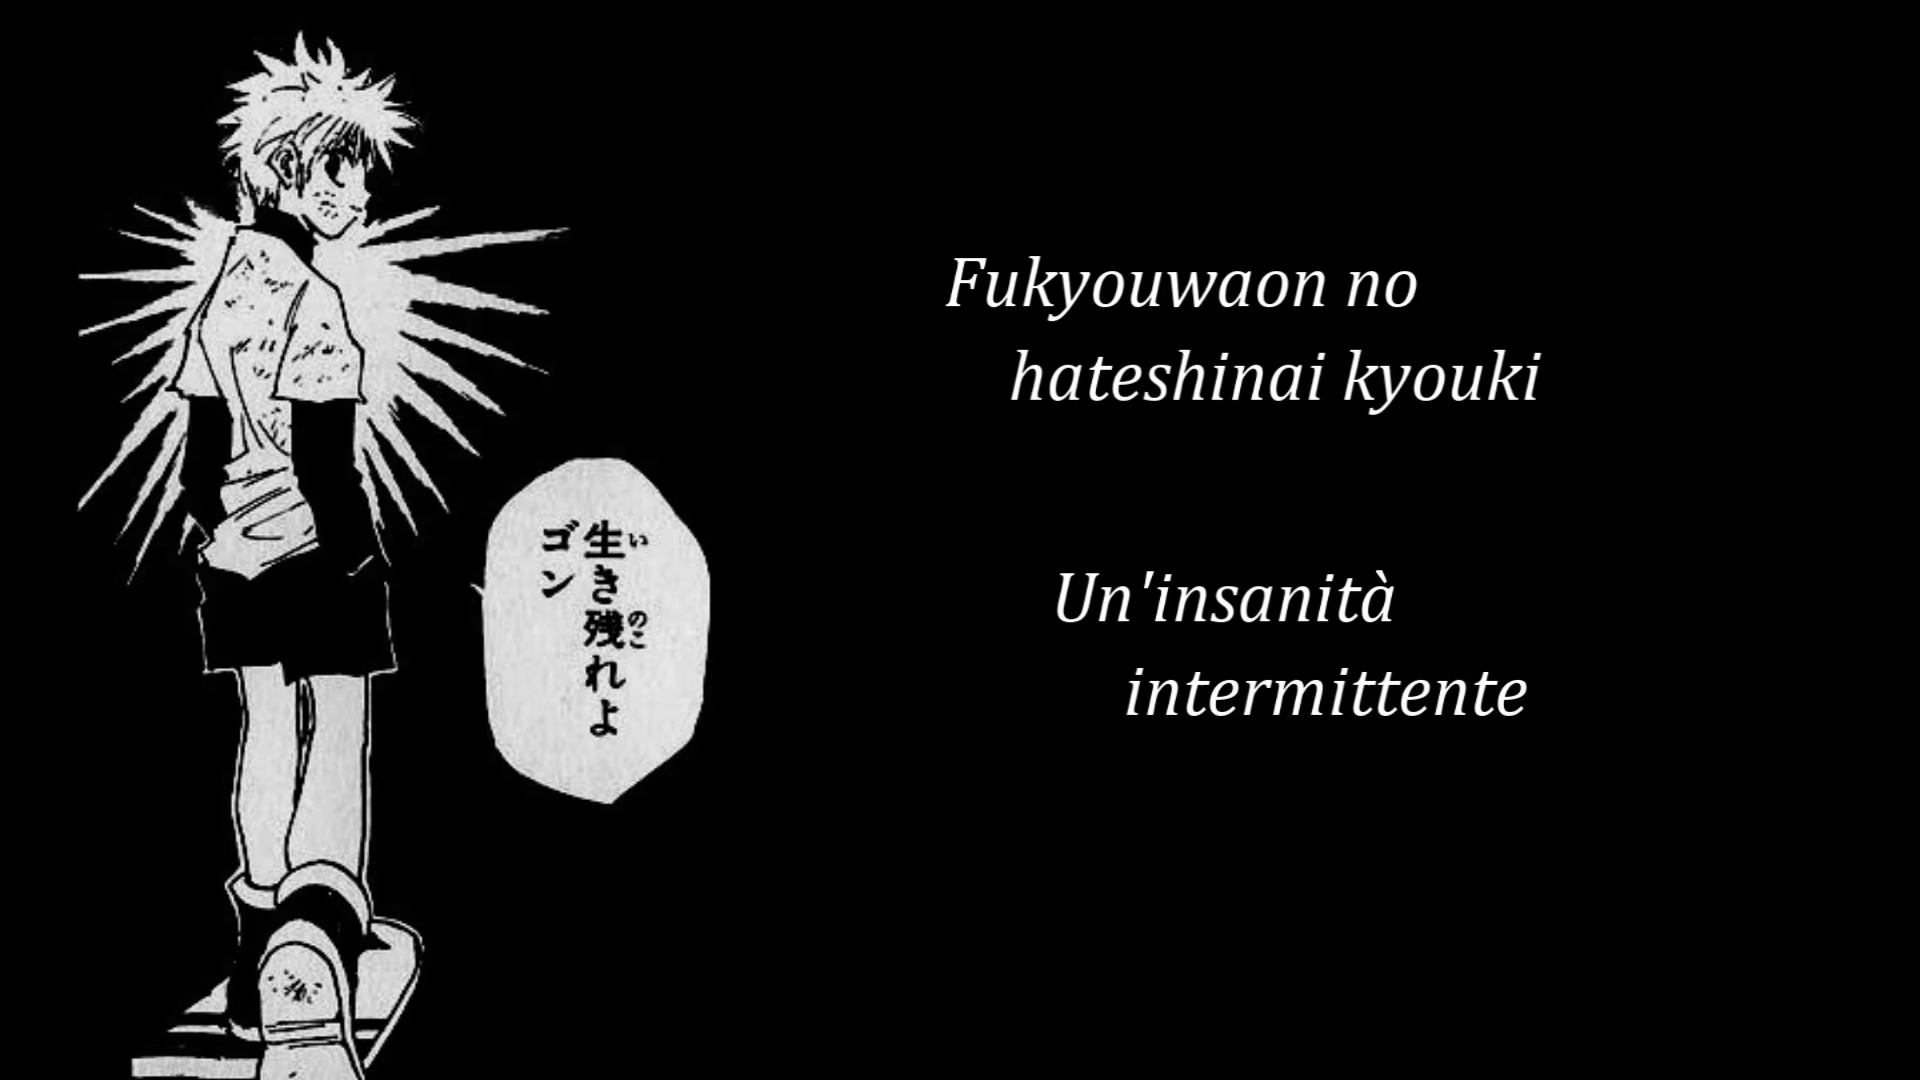 生き残れよ
ゴン
Fukyouwaon no
hateshinai kyouki
Un'insanità
intermittente